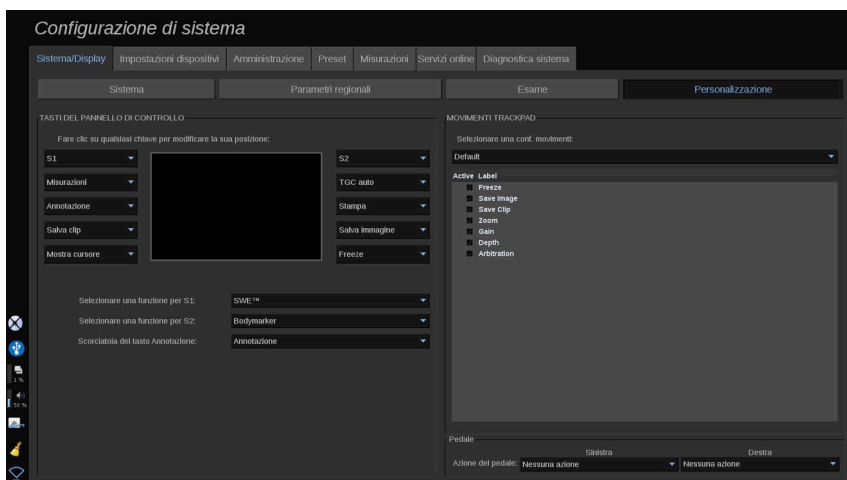 Configurazione di sistema
Sistema/Display Impostazioni dispositivi Amministrazione Preset Misurazioni Servizi online Diagnostica sistema
Sistema Parametri regionali Esame Personalizzazione
TASTI DEL PANNELLO DI CONTROLLO
Fare clic su qualsiasi chiave per modificare la sua posizione:
S1 S2
Misurazioni TGC auto
Annotazione Stampa
Salva clip Salva immagine
Mostra cursore Freeze
Selezionare una funzione per S1: SWE™
Selezionare una funzione per S2: Bodymarker
Scorciatoia del tasto Annotazione: Annotazione
MOVIMENTI TRACKPAD
Selezionare una conf. movimenti:
Default
Active Label
Freeze
Save Image
Save Clip
Zoom
Gain
Depth
Arbitration
Pedale
Sinistra Destra
Azione del pedale: Nessuna azione Nessuna azione
1 %
50 %